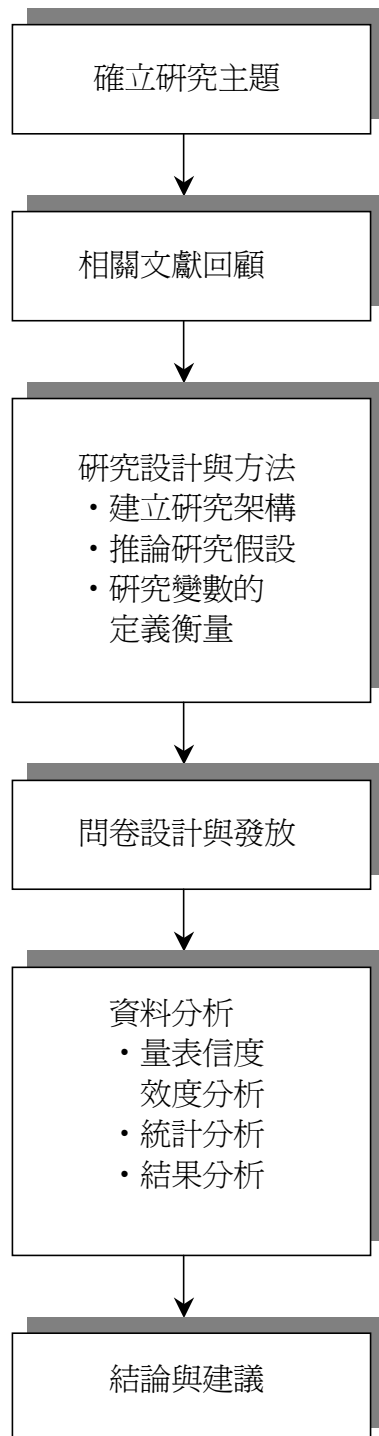 確立研究主題
相關文獻回顧
研究設計與方法
・建立研究架構
・推論研究假設
・研究變數的
定義衡量
問卷設計與發放
資料分析
・量表信度
效度分析
・統計分析
・結果分析
結論與建議